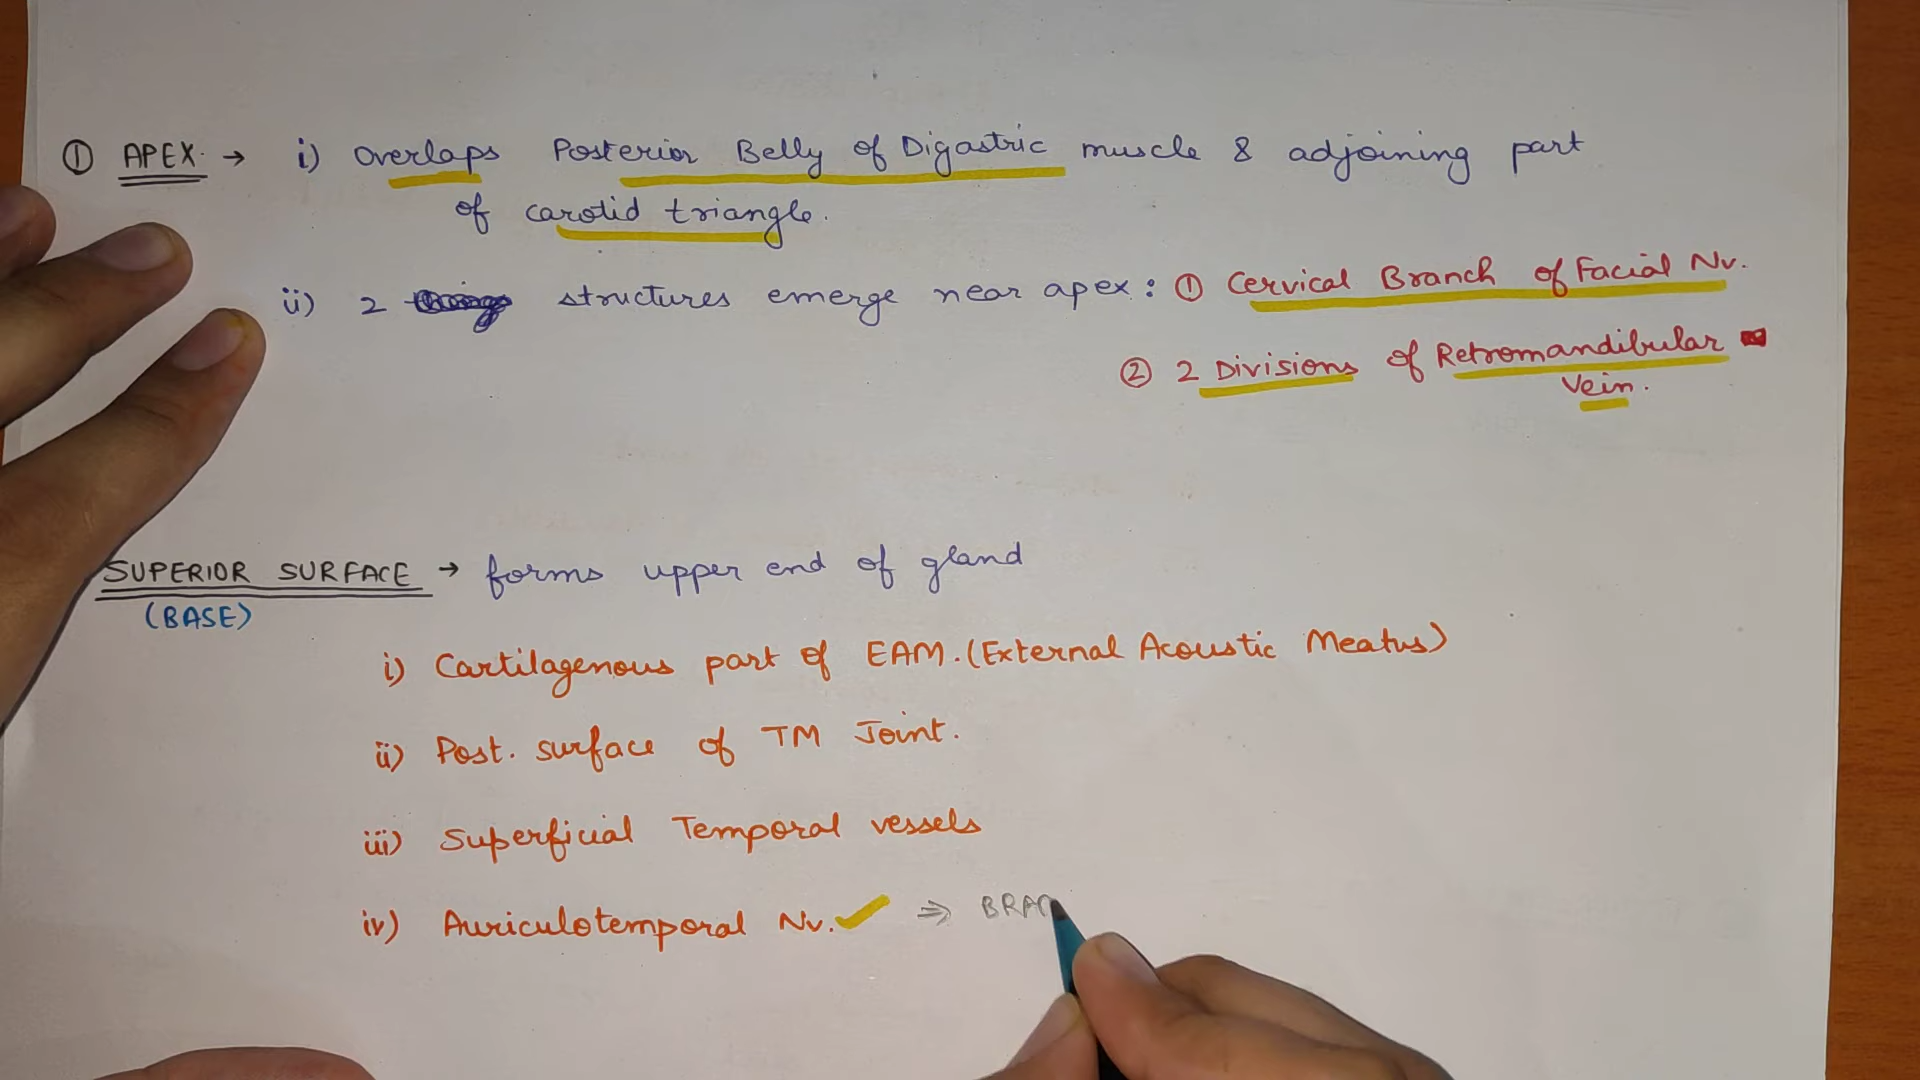 ① APEX → i) Overlaps Posterior Belly of Digastric muscle & adjoining part
of carotid triangle.
ii) 2 structures emerge near apex: ① Cervical Branch of Facial Nv.
② 2 Divisions of Retromandibular
Vein.
SUPERIOR SURFACE → forms upper end of gland
(BASE)
i) Cartilagenous part of EAM. (External Acoustic Meatus)
ii) Post. surface of TM Joint.
iii) Superficial Temporal vessels
iv) Auriculotemporal Nv. ✓ ⇒ BRA